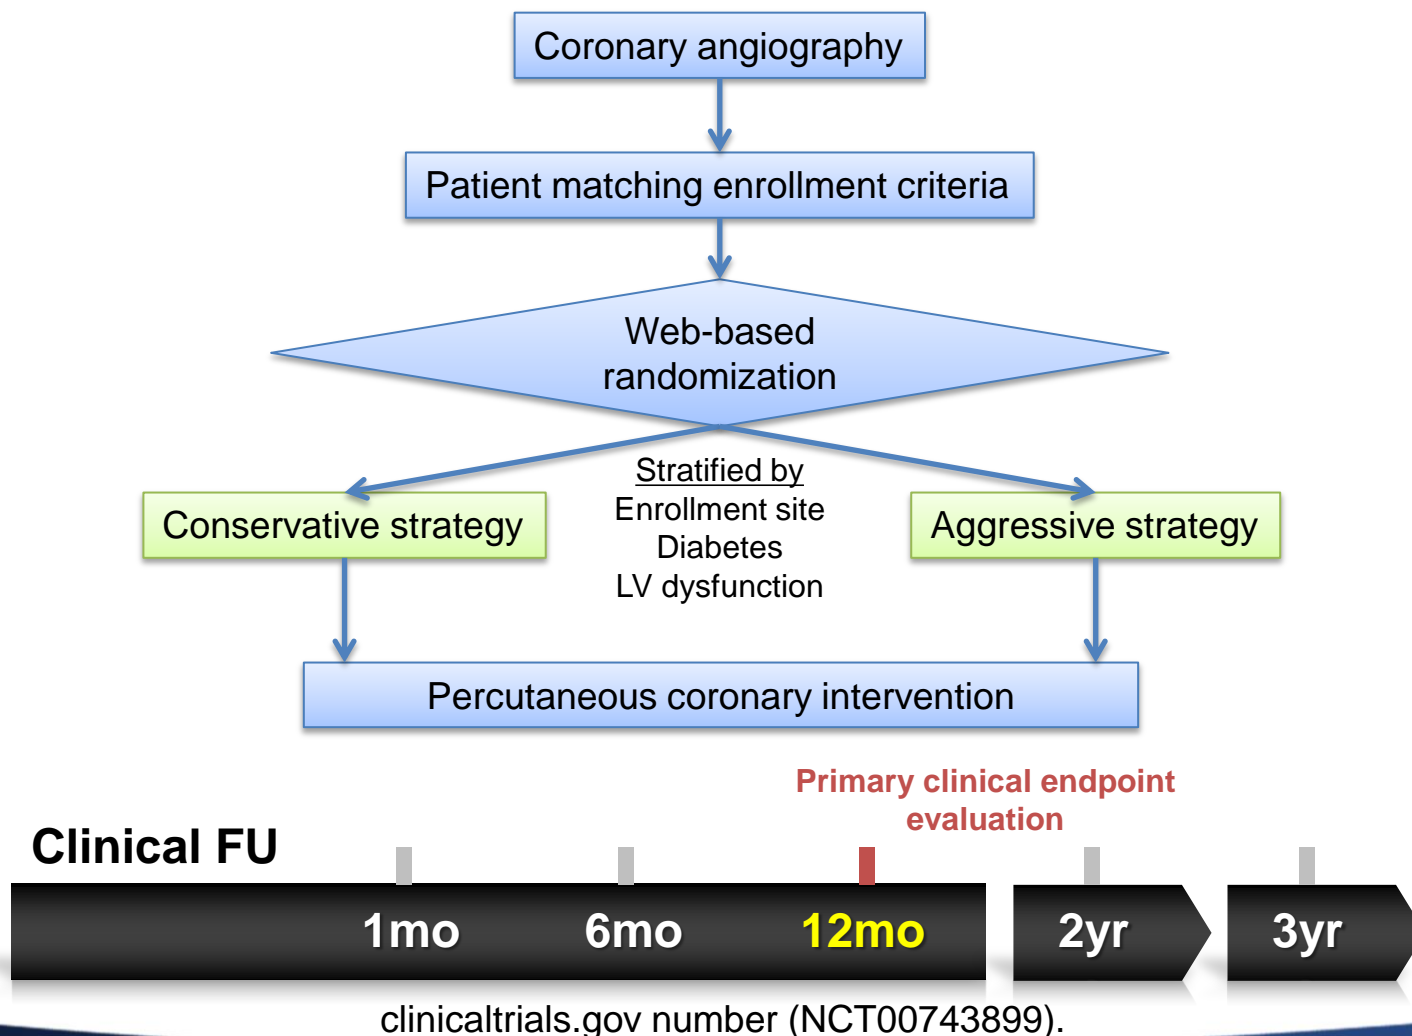 Coronary angiography
Patient matching enrollment criteria
Web-based
randomization
Stratified by
Enrollment site
Diabetes
LV dysfunction
Conservative strategy
Aggressive strategy
Percutaneous coronary intervention
Primary clinical endpoint
evaluation
Clinical FU
1mo 6mo 12mo 2yr 3yr
clinicaltrials.gov number (NCT00743899).